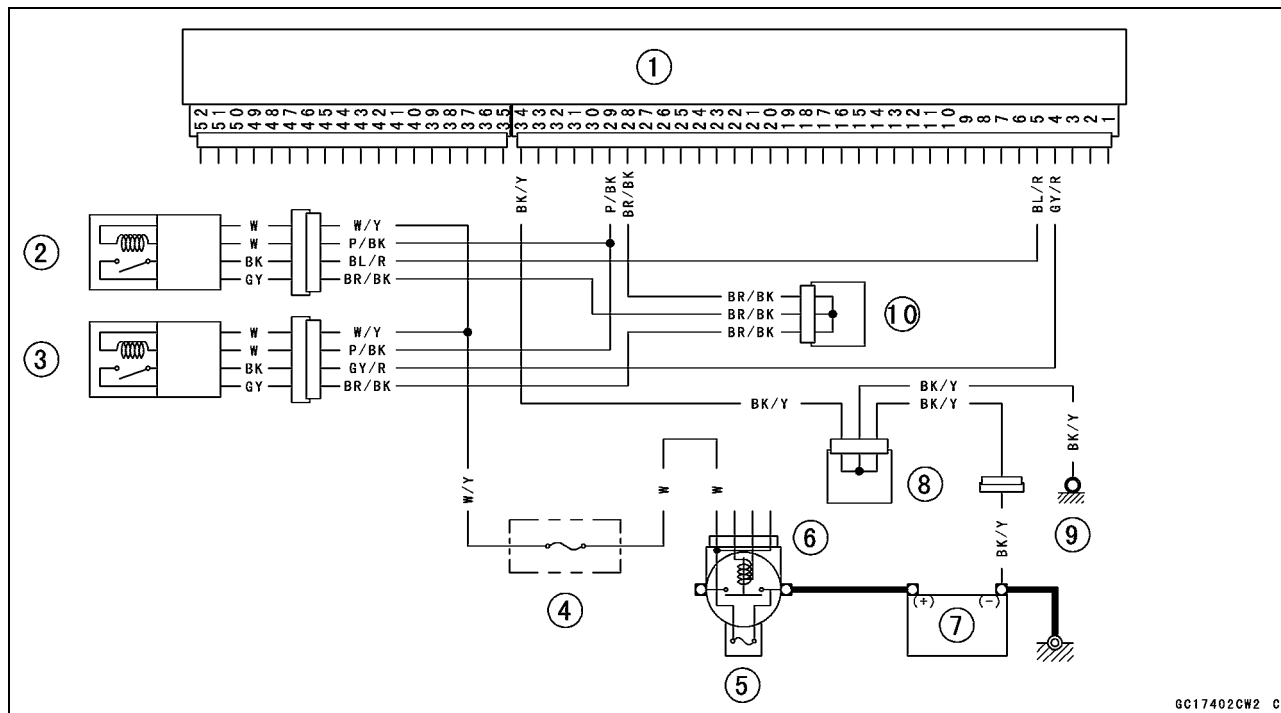 1
52 51 50 49 48 47 46 45 44 43 42 41 40 39 38 37 36 35 34 33 32 31 30 29 28 27 26 25 24 23 22 21 20 19 18 17 16 15 14 13 12 11 10 9 8 7 6 5 4 3 2 1
BK/Y P/BK BR/BK BL/R GY/R
2
W W/Y
W P/BK
BK BL/R
GY BR/BK
3
W W/Y
W P/BK
BK GY/R
GY BR/BK
BR/BK
BR/BK
BR/BK
10
BK/Y
BK/Y
BK/Y
BK/Y
8
9
BK/Y
W/Y
W
W
4
6
5
(+) (-)
7
GC17402CW2 C